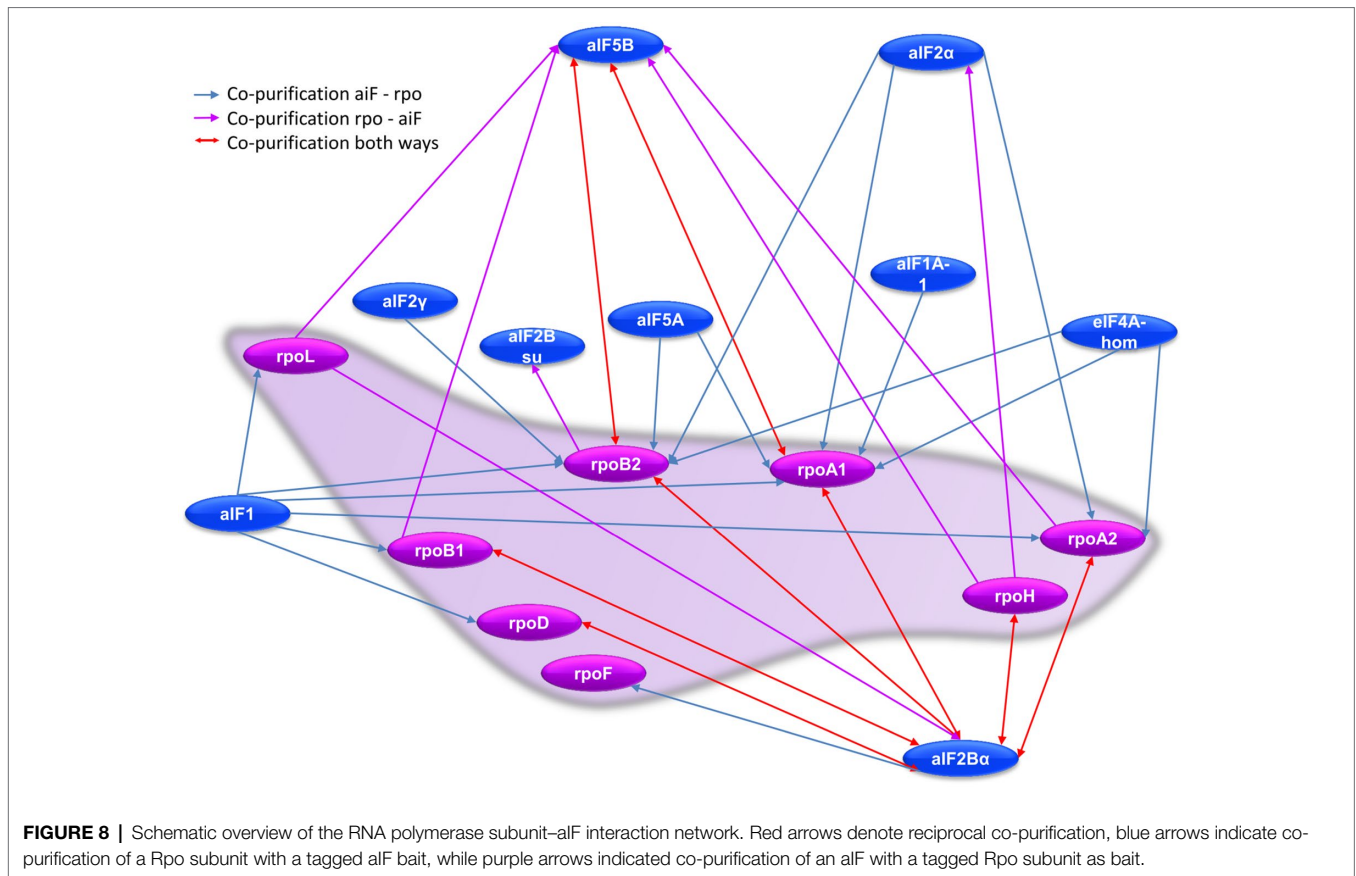 aIF5B
aIF2α
Co-purification aiF - rpo
Co-purification rpo - aiF
Co-purification both ways
aIF1A-
1
aIF2γ
aIF5A
eIF4A-
hom
aIF2B
su
rpoL
rpoB2
rpoA1
aIF1
rpoA2
rpoB1
rpoH
rpoD
rpoF
aIF2Bα
FIGURE 8 | Schematic overview of the RNA polymerase subunit–aIF interaction network. Red arrows denote reciprocal co-purification, blue arrows indicate co-
purification of a Rpo subunit with a tagged aIF bait, while purple arrows indicated co-purification of an aIF with a tagged Rpo subunit as bait.